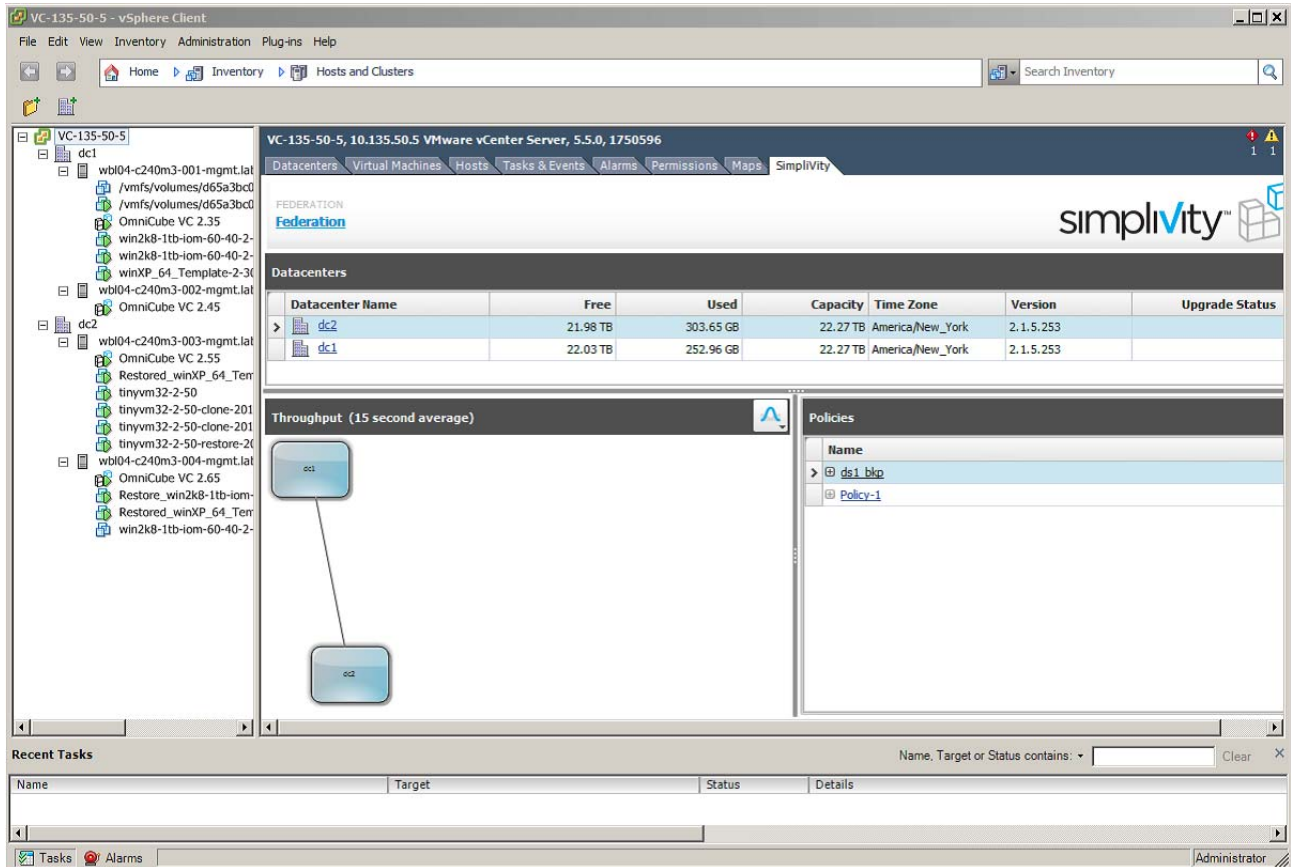 VC-135-50-5 - vSphere Client
File Edit View Inventory Administration Plug-ins Help
Home Inventory Hosts and Clusters Search Inventory
VC-135-50-5
dc1
wbl04-c240m3-001-mgmt.lab
/vmfs/volumes/d65a3bc0
/vmfs/volumes/d65a3bc0
OmniCube VC 2.35
win2k8-1tb-iom-60-40-2-
win2k8-1tb-iom-60-40-2-
winXP_64_Template-2-30
wbl04-c240m3-002-mgmt.lab
OmniCube VC 2.45
dc2
wbl04-c240m3-003-mgmt.lab
OmniCube VC 2.55
Restored_winXP_64_Tem
tinyvm32-2-50
tinyvm32-2-50-clone-201
tinyvm32-2-50-clone-201
tinyvm32-2-50-restore-20
wbl04-c240m3-004-mgmt.lab
OmniCube VC 2.65
Restore_win2k8-1tb-iom-
Restored_winXP_64_Tem
win2k8-1tb-iom-60-40-2-
VC-135-50-5, 10.135.50.5 VMware vCenter Server, 5.5.0, 1750596
1 1
Datacenters Virtual Machines Hosts Tasks & Events Alarms Permissions Maps SimpliVity
FEDERATION
Federation
simplivity™
Datacenters
Datacenter Name Free Used Capacity Time Zone Version Upgrade Status
dc2 21.98 TB 303.65 GB 22.27 TB America/New_York 2.1.5.253
dc1 22.03 TB 252.96 GB 22.27 TB America/New_York 2.1.5.253
Throughput (15 second average)
dc1
dc2
Policies
Name
ds1_bkp
Policy-1
Recent Tasks Name, Target or Status contains: Clear
Name Target Status Details
Tasks Alarms Administrator